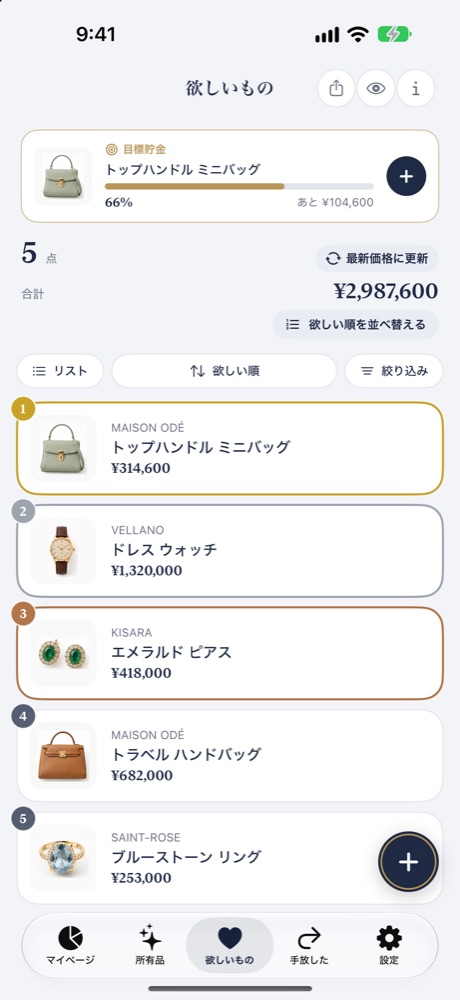 9:41
欲しいもの
目標貯金
トップハンドル ミニバッグ
66%
あと ¥104,600
5 点
最新価格に更新
合計
¥2,987,600
欲しい順を並べ替える
リスト
欲しい順
絞り込み
1
MAISON ODÉ
トップハンドル ミニバッグ
¥314,600
2
VELLANO
ドレス ウォッチ
¥1,320,000
3
KISARA
エメラルド ピアス
¥418,000
4
MAISON ODÉ
トラベル ハンドバッグ
¥682,000
5
SAINT-ROSE
ブルーストーン リング
¥253,000
マイページ
所有品
欲しいもの
手放した
設定